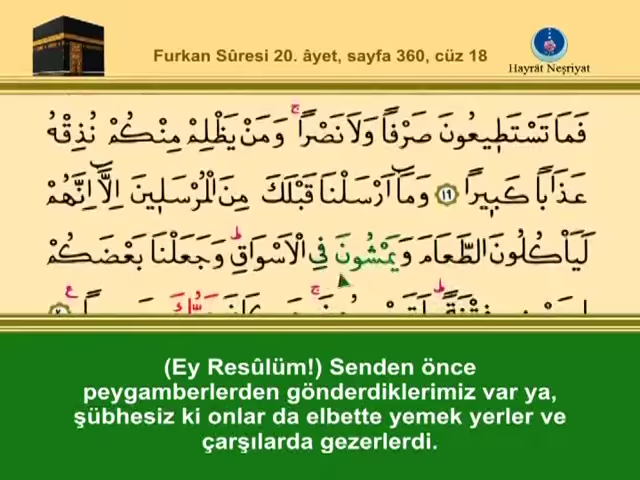 Furkan Sûresi 20. âyet, sayfa 360, cüz 18
Hayrât Neşriyat
فَمَا تَسْتَطٖيعُونَ صَرْفًا وَلَا نَصْرًاۚ وَمَنْ يَظْلِمْ مِنْكُمْ نُذِقْهُ
عَذَابًا كَبٖيرًا ﴿١٩﴾ وَمَٓا اَرْسَلْنَا قَبْلَكَ مِنَ الْمُرْسَلٖينَ اِلَّٓا اِنَّهُمْ
لَيَأْكُلُونَ الطَّعَامَ وَيَمْشُونَ فِى الْاَسْوَاقِۜ وَجَعَلْنَا بَعْضَكُمْ
(Ey Resûlüm!) Senden önce
peygamberlerden gönderdiklerimiz var ya,
şübhesiz ki onlar da elbette yemek yerler ve
çarşılarda gezerlerdi.